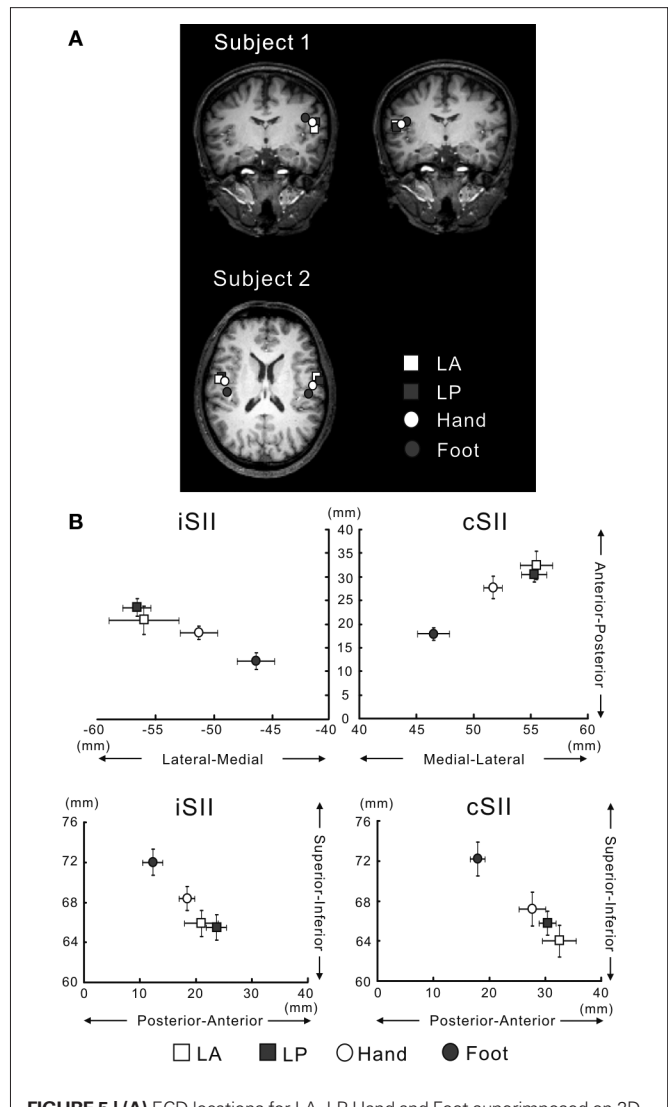 A
Subject 1
Subject 2
LA
LP
Hand
Foot
B
iSII
(mm)
cSII
40
35
30
25
20
15
10
5
0
Anterior-Posterior
-60
-55
-50
-45
-40
40
45
50
55
60
(mm)
(mm)
Lateral-Medial
Medial-Lateral
(mm)
iSII
(mm)
cSII
76
72
68
64
60
Superior-Inferior
76
72
68
64
60
Superior-Inferior
0
10
20
30
40
(mm)
0
10
20
30
40
(mm)
Posterior-Anterior
Posterior-Anterior
LA
LP
Hand
Foot
FIGURE 5 | (A) ECD locations for LA, LP Hand and Foot superimposed on 2D